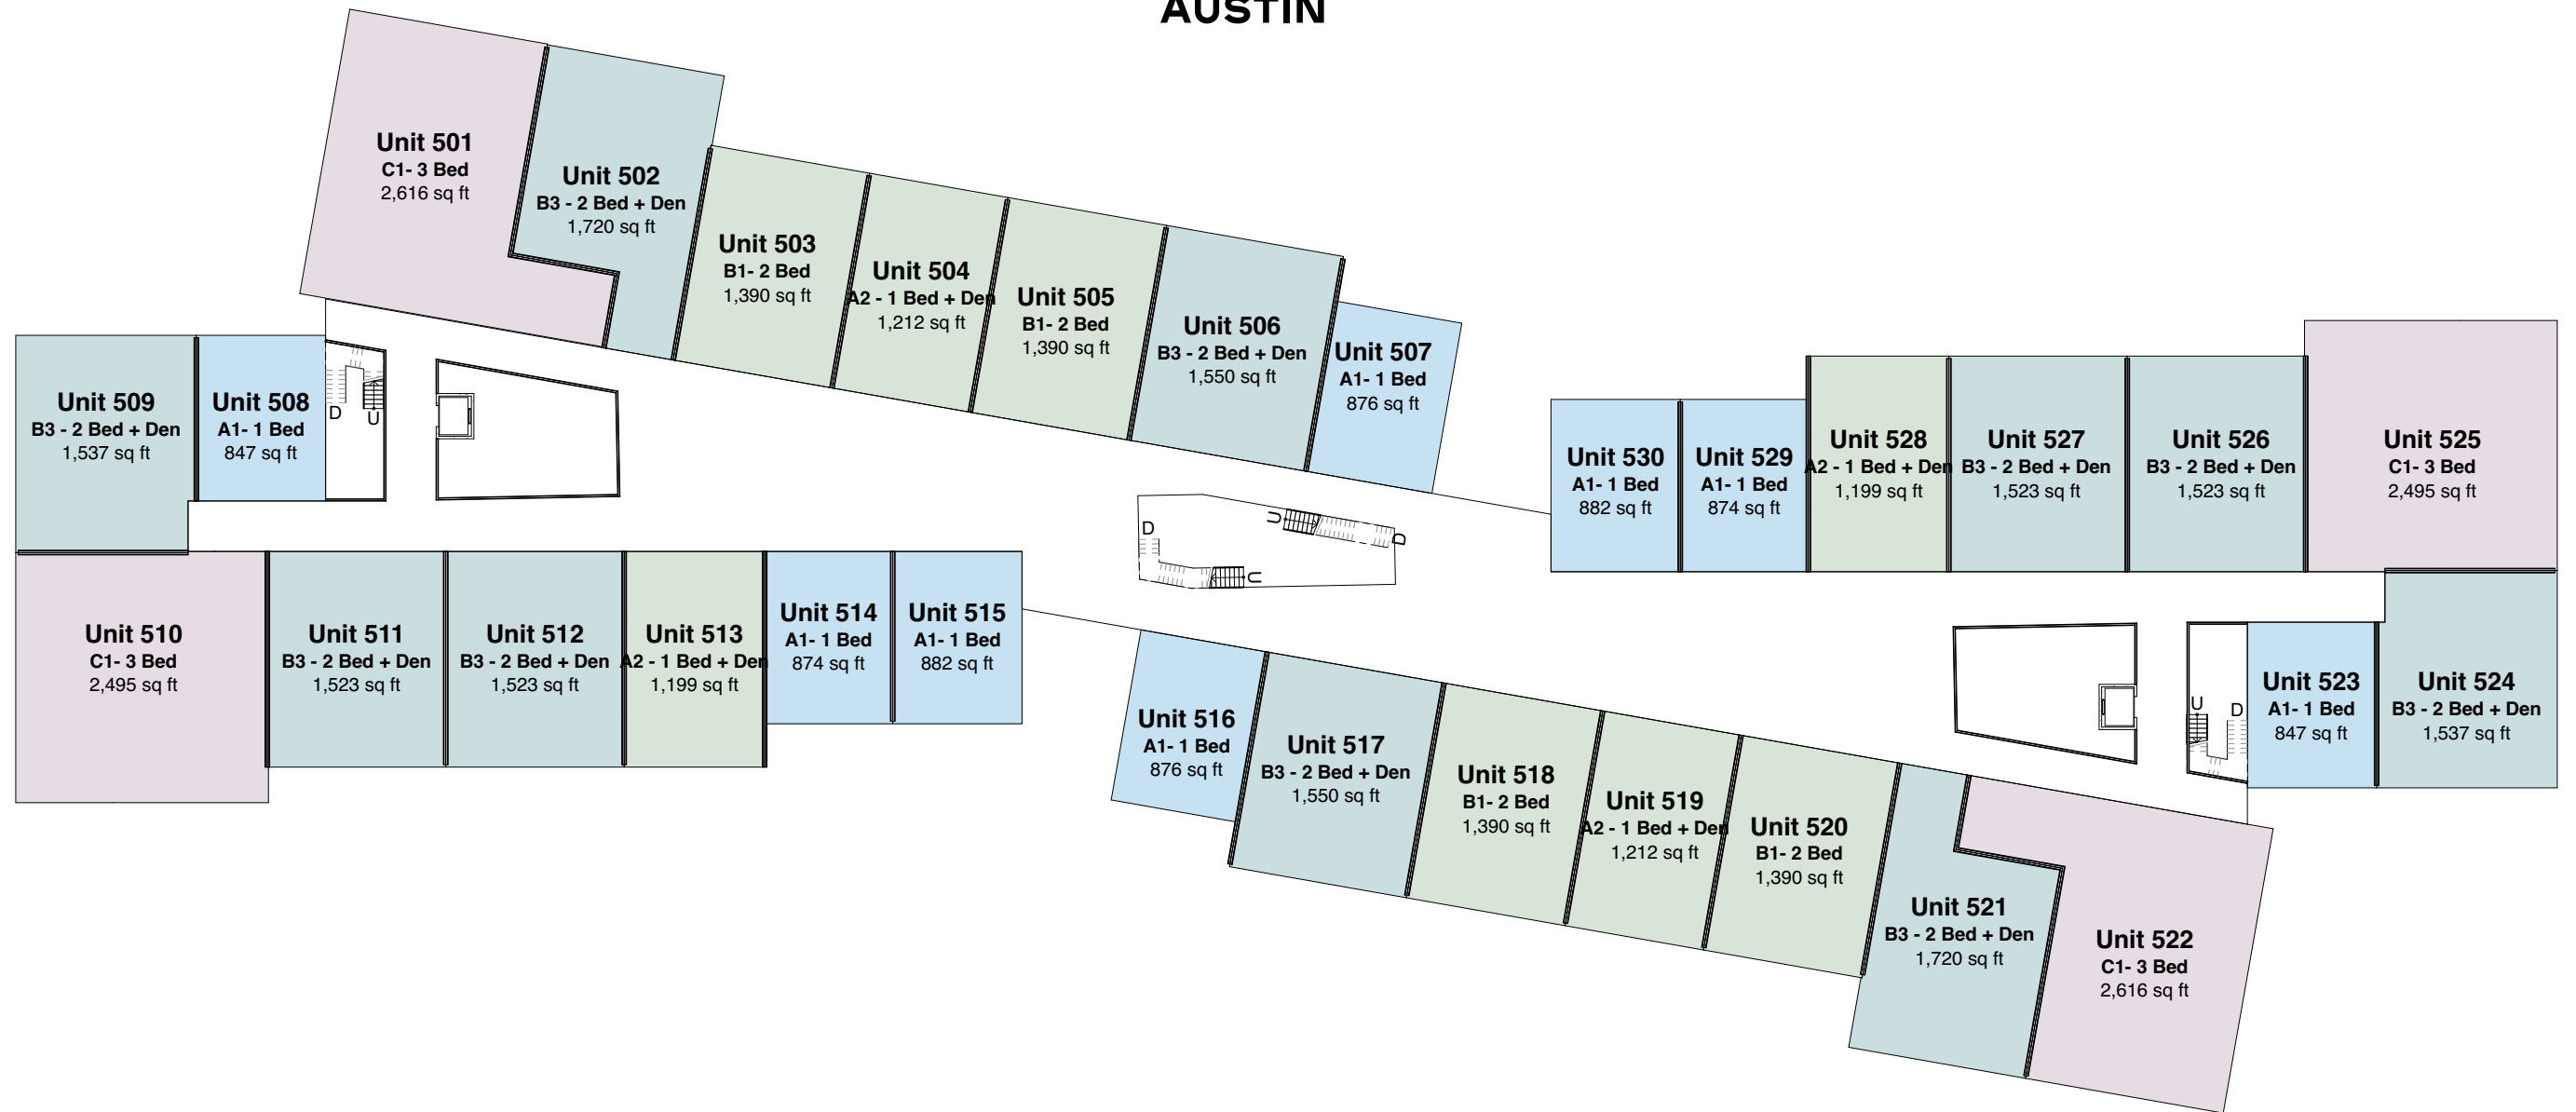 AUSTIN
Unit 501
C1- 3 Bed
2,616 sq ft
Unit 502
B3 - 2 Bed + Den
1,720 sq ft
Unit 503
B1- 2 Bed
1,390 sq ft
Unit 504
A2 - 1 Bed + Den
1,212 sq ft
Unit 505
B1- 2 Bed
1,390 sq ft
Unit 506
B3 - 2 Bed + Den
1,550 sq ft
Unit 507
A1- 1 Bed
876 sq ft
Unit 509
B3 - 2 Bed + Den
1,537 sq ft
Unit 508
A1- 1 Bed
847 sq ft
D
U
Unit 530
A1- 1 Bed
882 sq ft
Unit 529
A1- 1 Bed
874 sq ft
Unit 528
A2 - 1 Bed + Den
1,199 sq ft
Unit 527
B3 - 2 Bed + Den
1,523 sq ft
Unit 526
B3 - 2 Bed + Den
1,523 sq ft
Unit 525
C1- 3 Bed
2,495 sq ft
D
U
D
U
Unit 510
C1- 3 Bed
2,495 sq ft
Unit 511
B3 - 2 Bed + Den
1,523 sq ft
Unit 512
B3 - 2 Bed + Den
1,523 sq ft
Unit 513
A2 - 1 Bed + Den
1,199 sq ft
Unit 514
A1- 1 Bed
874 sq ft
Unit 515
A1- 1 Bed
882 sq ft
Unit 516
A1- 1 Bed
876 sq ft
Unit 517
B3 - 2 Bed + Den
1,550 sq ft
Unit 518
B1- 2 Bed
1,390 sq ft
Unit 519
A2 - 1 Bed + Den
1,212 sq ft
Unit 520
B1- 2 Bed
1,390 sq ft
Unit 521
B3 - 2 Bed + Den
1,720 sq ft
Unit 522
C1- 3 Bed
2,616 sq ft
U
D
Unit 523
A1- 1 Bed
847 sq ft
Unit 524
B3 - 2 Bed + Den
1,537 sq ft